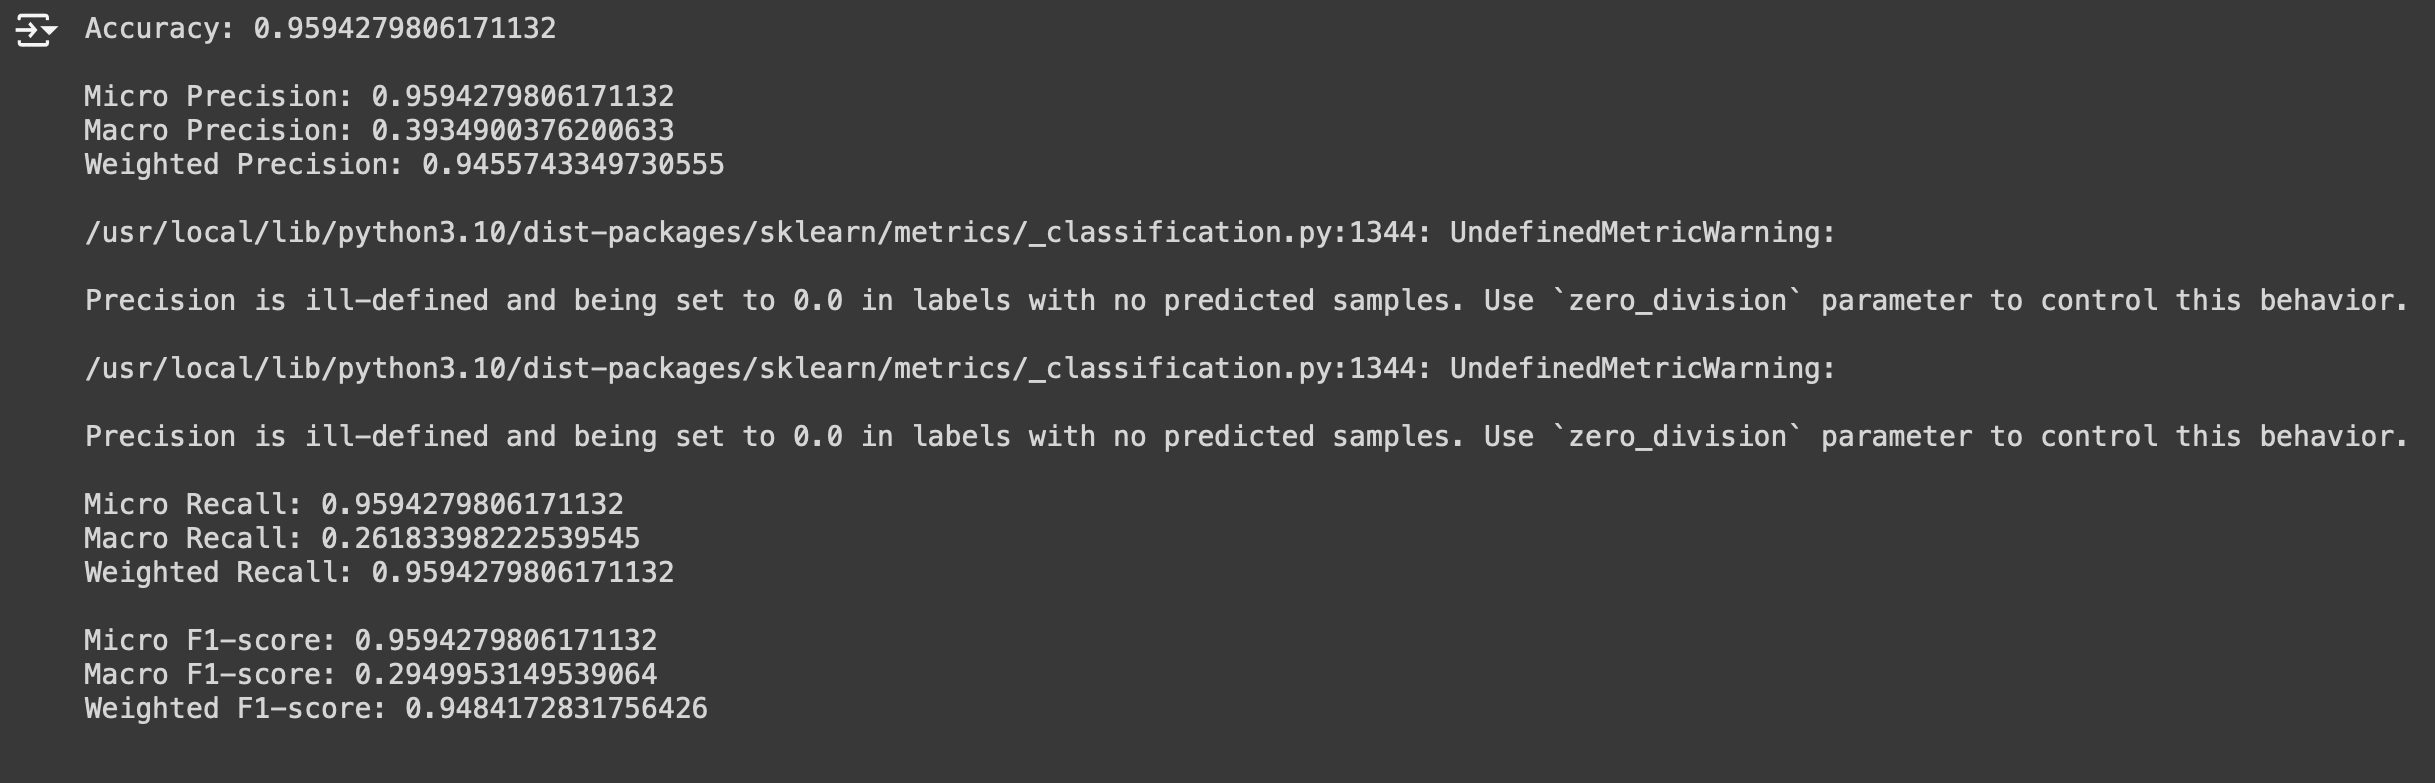 Accuracy: 0.9594279806171132
Micro Precision: 0.9594279806171132
Macro Precision: 0.3934900376200633
Weighted Precision: 0.9455743349730555
/usr/local/lib/python3.10/dist-packages/sklearn/metrics/_classification.py:1344: UndefinedMetricWarning:
Precision is ill-defined and being set to 0.0 in labels with no predicted samples. Use `zero_division` parameter to control this behavior.
/usr/local/lib/python3.10/dist-packages/sklearn/metrics/_classification.py:1344: UndefinedMetricWarning:
Precision is ill-defined and being set to 0.0 in labels with no predicted samples. Use `zero_division` parameter to control this behavior.
Micro Recall: 0.9594279806171132
Macro Recall: 0.26183398222539545
Weighted Recall: 0.9594279806171132
Micro F1-score: 0.9594279806171132
Macro F1-score: 0.2949953149539064
Weighted F1-score: 0.9484172831756426